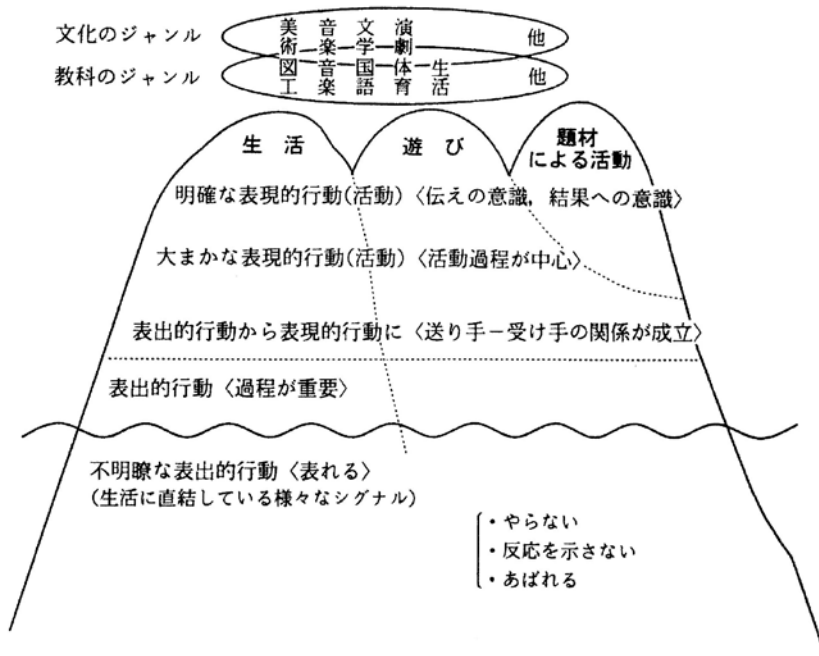 文化のジャンル
美術 音楽 文学 演劇 他
教科のジャンル
図工 音楽 国語 体育 生活 他
生活
遊び
題材
による活動
明確な表現的行動(活動)〈伝えの意識,結果への意識〉
大まかな表現的行動(活動)〈活動過程が中心〉
表出的行動から表現的行動に〈送り手−受け手の関係が成立〉
表出的行動〈過程が重要〉
不明瞭な表出的行動〈表れる〉
(生活に直結している様々なシグナル)
・やらない
・反応を示さない
・あばれる